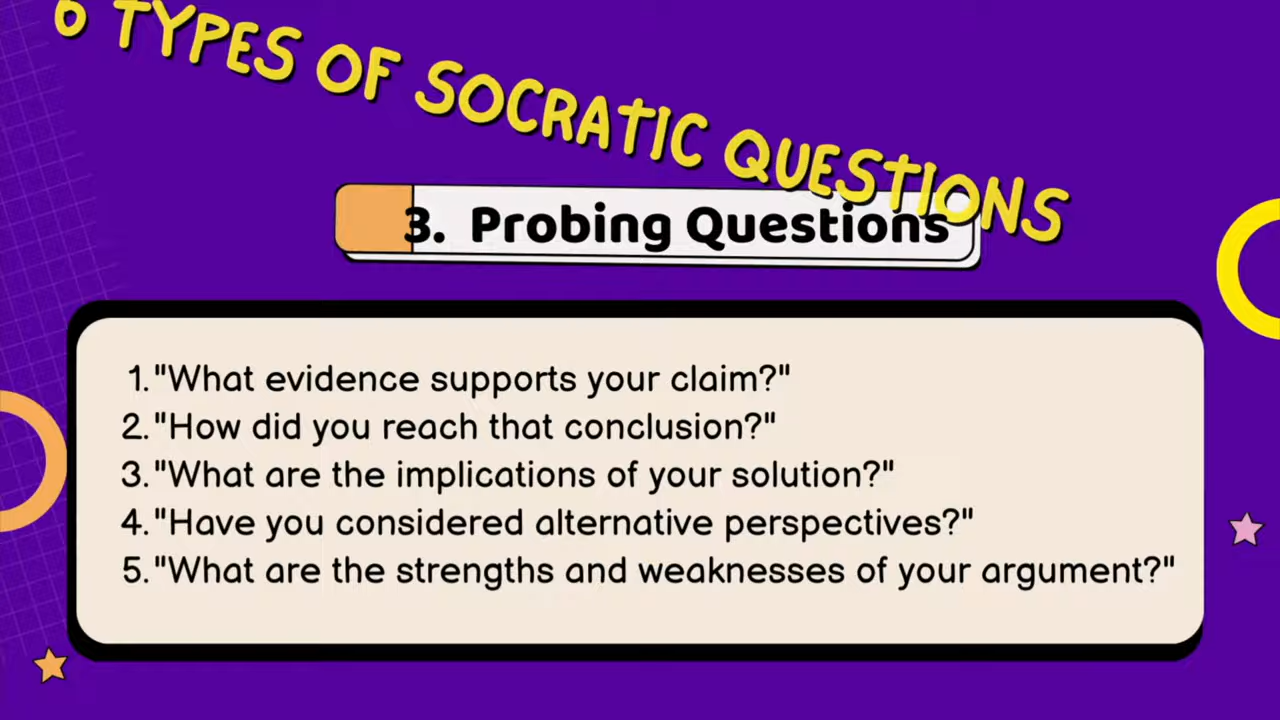 6 TYPES OF SOCRATIC QUESTIONS
3. Probing Questions
1. "What evidence supports your claim?"
2. "How did you reach that conclusion?"
3. "What are the implications of your solution?"
4. "Have you considered alternative perspectives?"
5. "What are the strengths and weaknesses of your argument?"